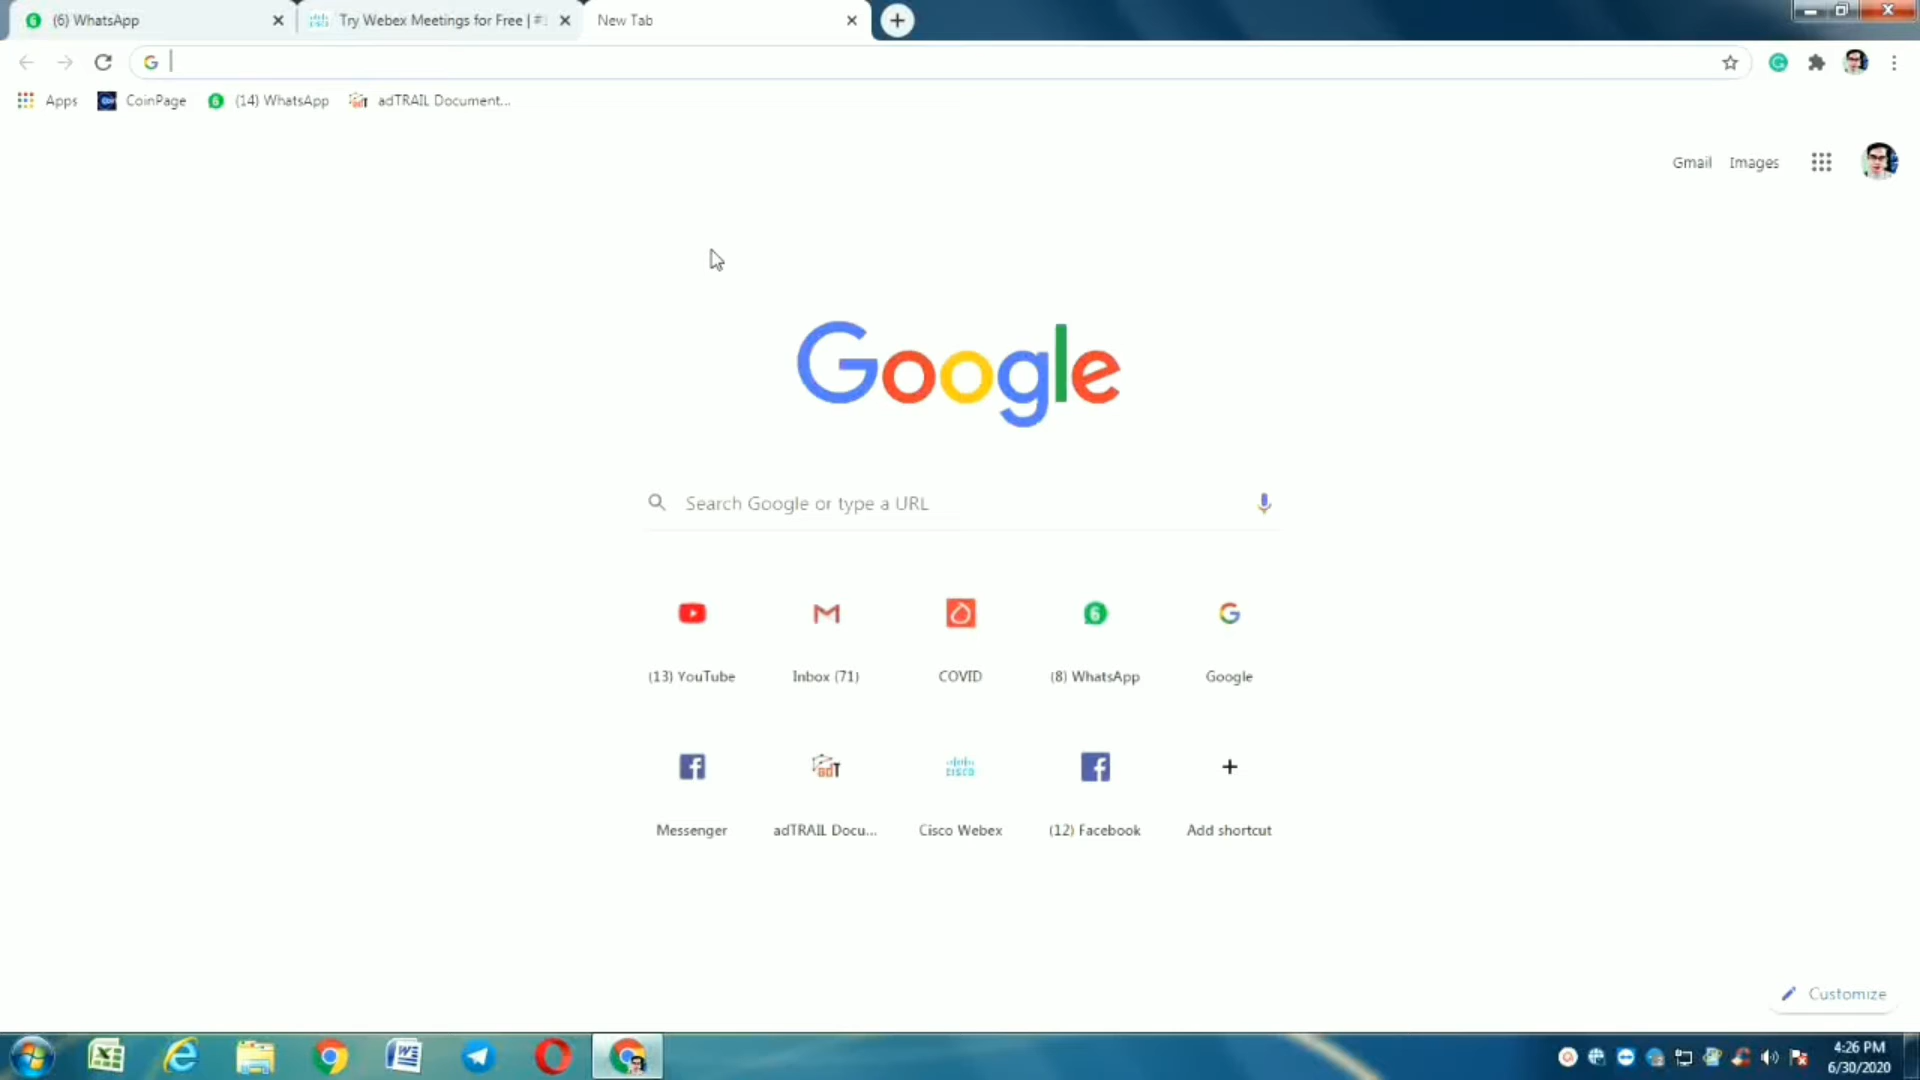 (6) WhatsApp
Try Webex Meetings for Free | #
New Tab
Apps
CoinPage
(14) WhatsApp
adTRAIL Document...
Gmail
Images
Google
Search Google or type a URL
(13) YouTube
Inbox (71)
COVID
(8) WhatsApp
Google
Messenger
adTRAIL Docu...
Cisco Webex
(12) Facebook
Add shortcut
Customize
4:26 PM
6/30/2020